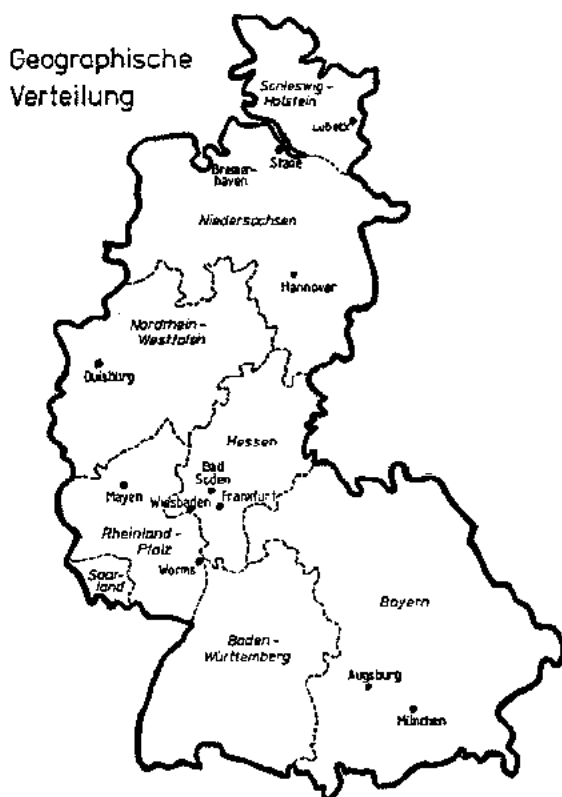 Geographische
Verteilung
Schleswig-
Holstein
Lübeck
Stade
Bremer-
haven
Niedersachsen
Hannover
Nordrhein-
Westfalen
Duisburg
Hessen
Bad
Soden
Mayen
Wiesbaden
Frankfurt
Rheinland-
Pfalz
Worms
Saar-
land
Bayern
Baden-
Württemberg
Augsburg
München